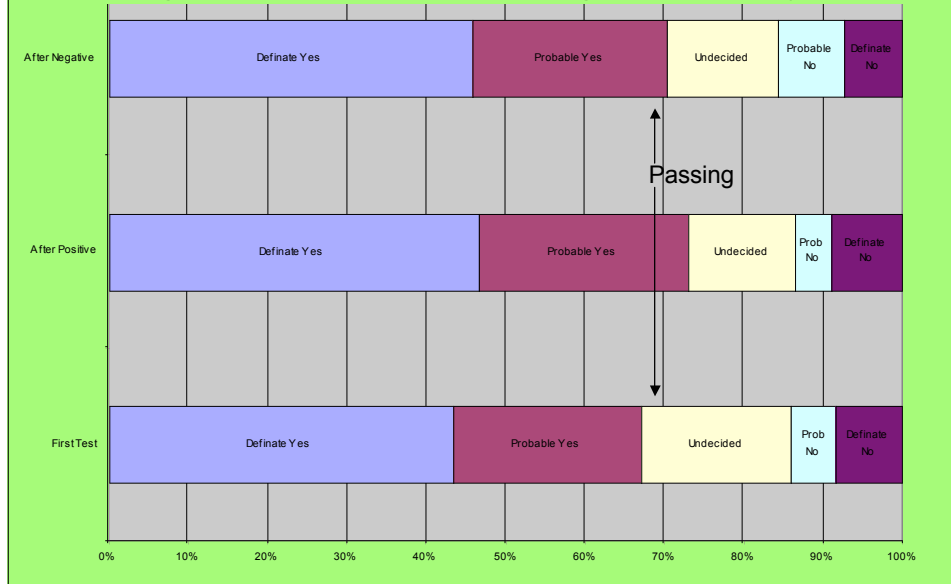 After Negative
Definate Yes
Probable Yes
Undecided
Probable
No
Definate
No
Passing
After Positive
Definate Yes
Probable Yes
Undecided
Prob
No
Definate
No
First Test
Definate Yes
Probable Yes
Undecided
Prob
No
Definate
No
0% 10% 20% 30% 40% 50% 60% 70% 80% 90% 100%